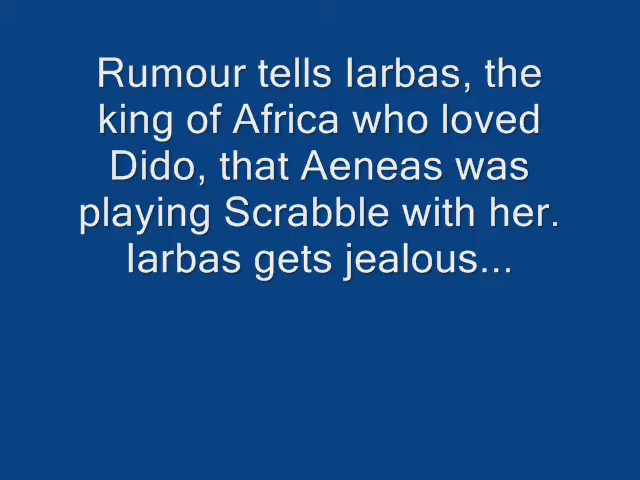 Rumour tells Iarbas, the
king of Africa who loved
Dido, that Aeneas was
playing Scrabble with her.
Iarbas gets jealous...